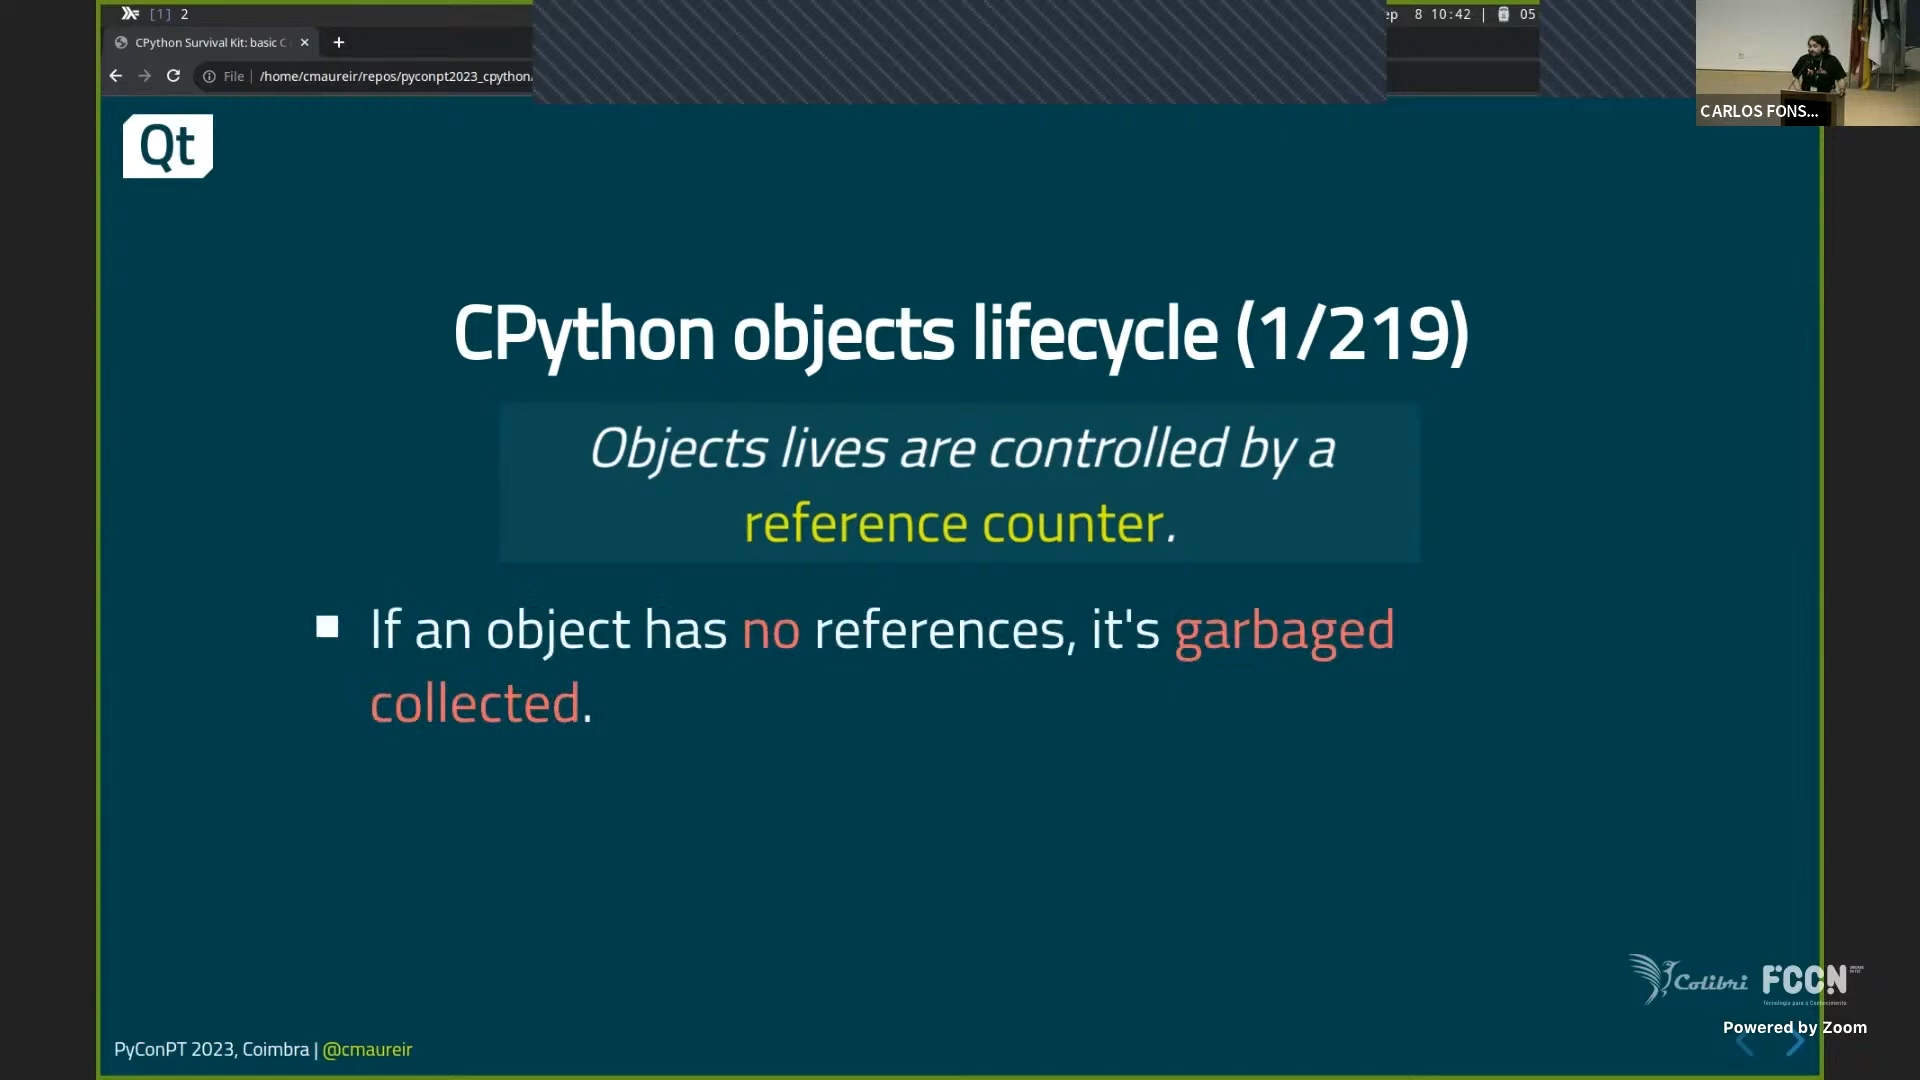 [1] 2
ep 8 10:42 | 05
CPython Survival Kit: basic C
File | /home/cmaureir/repos/pyconpt2023_cpython
CARLOS FONS...
Qt
CPython objects lifecycle (1/219)
Objects lives are controlled by a
reference counter.
If an object has no references, it's garbaged
collected.
Colibri FCCN
Powered by Zoom
PyConPT 2023, Coimbra | @cmaureir